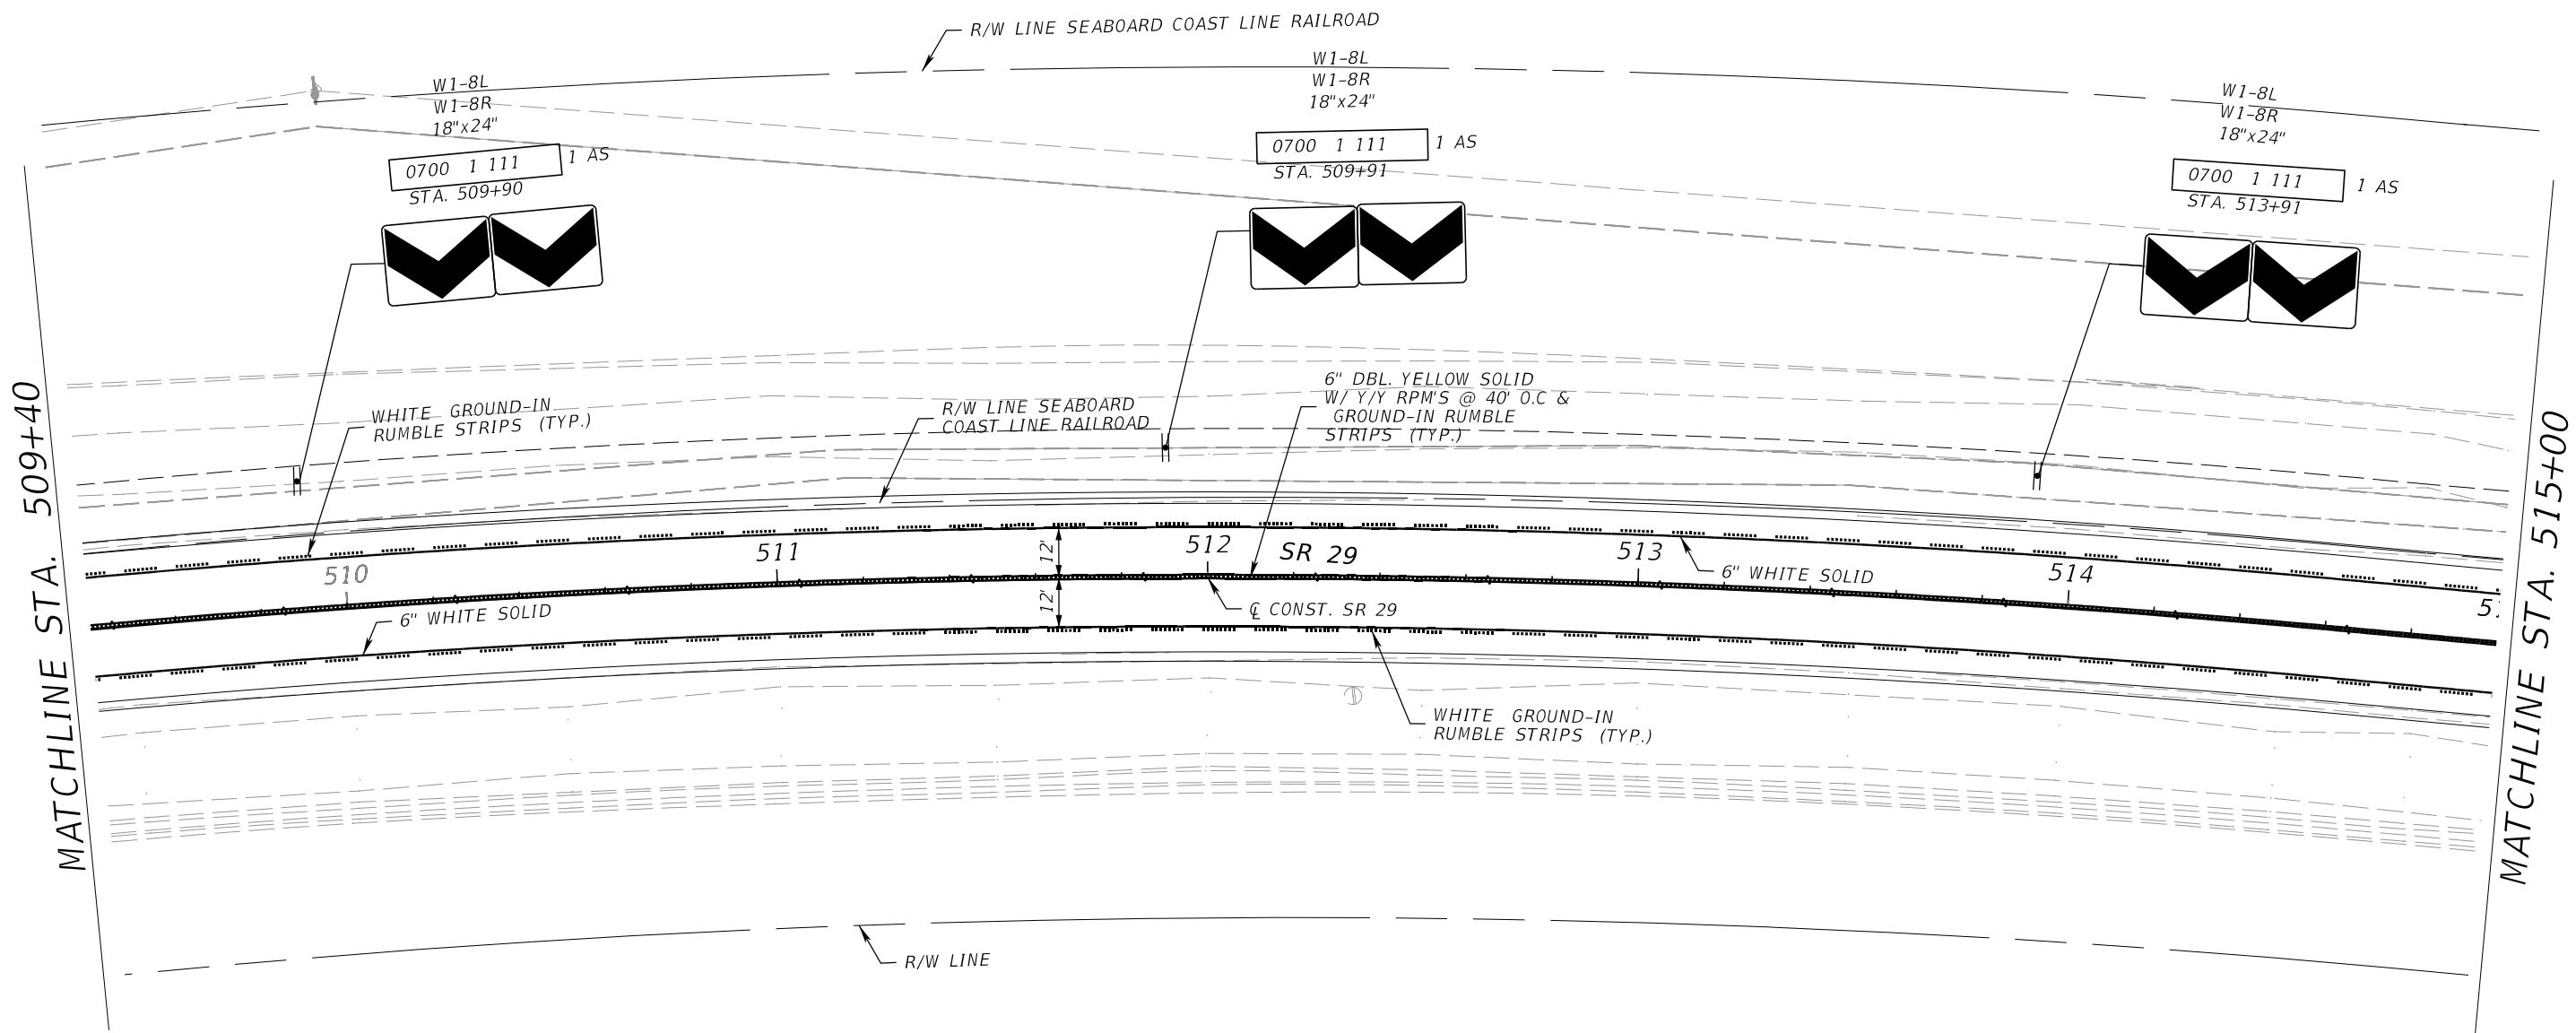 R/W LINE SEABOARD COAST LINE RAILROAD
W1-8L
W1-8R
18"x24"
0700 1 111
1 AS
STA. 509+90
W1-8L
W1-8R
18"x24"
0700 1 111
1 AS
STA. 509+91
W1-8L
W1-8R
18"x24"
0700 1 111
1 AS
STA. 513+91
MATCHLINE STA. 509+40
WHITE GROUND-IN
RUMBLE STRIPS (TYP.)
R/W LINE SEABOARD
COAST LINE RAILROAD
6" DBL. YELLOW SOLID
W/ Y/Y RPM'S @ 40' O.C &
GROUND-IN RUMBLE
STRIPS (TYP.)
MATCHLINE STA. 515+00
510
511
12'
512
SR 29
513
6" WHITE SOLID
514
51
6" WHITE SOLID
12'
℄ CONST. SR 29
WHITE GROUND-IN
RUMBLE STRIPS (TYP.)
R/W LINE